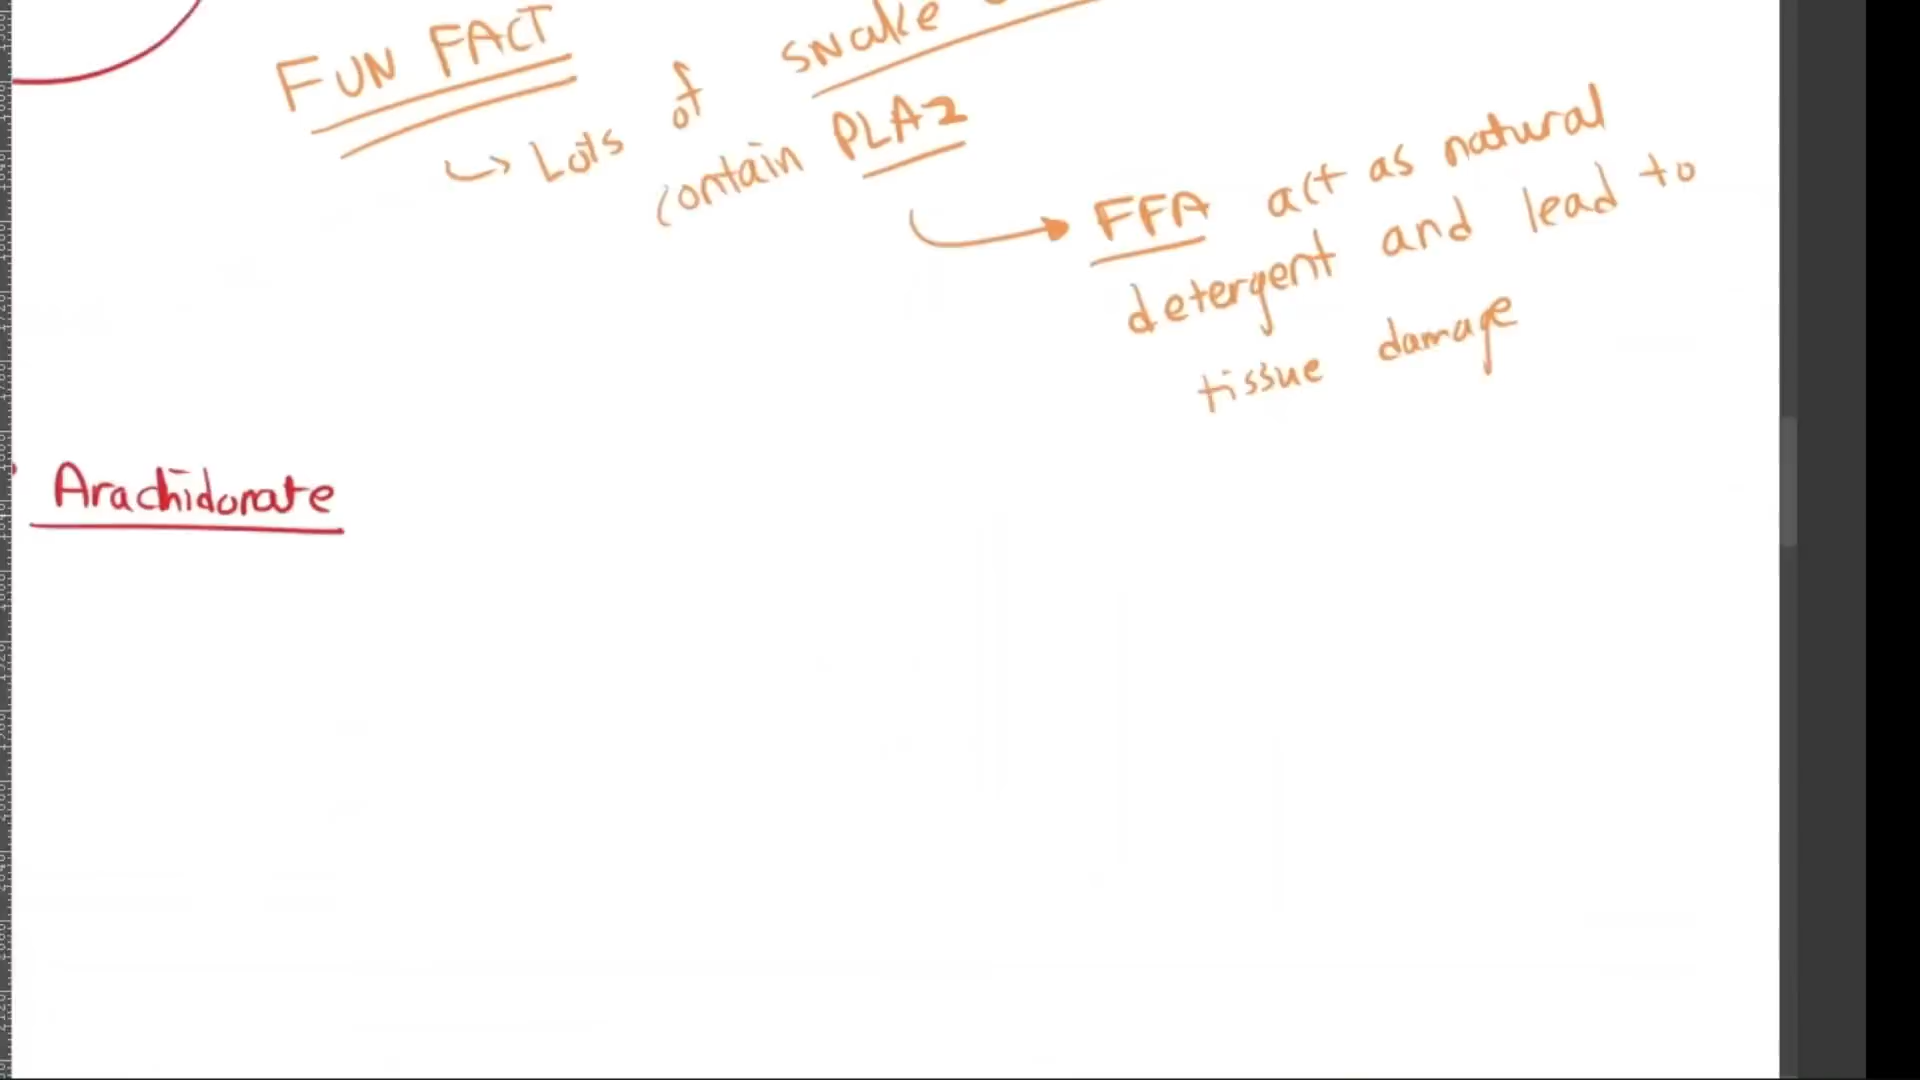 FUN FACT
Lots of snake
contain PLA2
FFA act as natural
detergent and lead to
tissue damage
Arachidonate